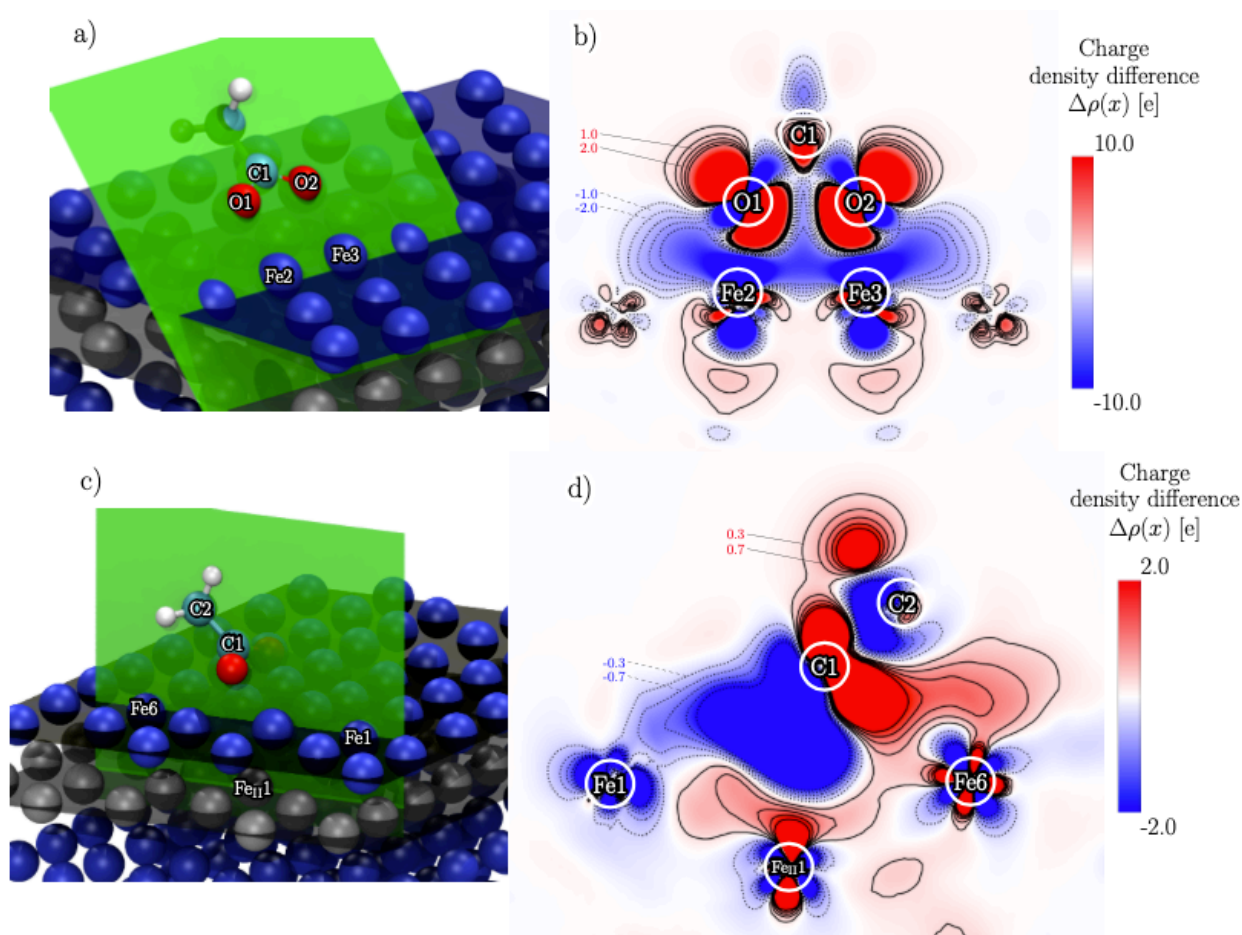 a)
C1
O2
O1
Fe3
Fe2
b)
Charge
density difference
Δρ(x) [e]
10.0
-10.0
1.0
2.0
-1.0
-2.0
C1
O1
O2
Fe2
Fe3
c)
C2
C1
Fe6
Fe1
FeII1
d)
Charge
density difference
Δρ(x) [e]
2.0
-2.0
0.3
0.7
-0.3
-0.7
C2
C1
Fe1
Fe6
FeII1